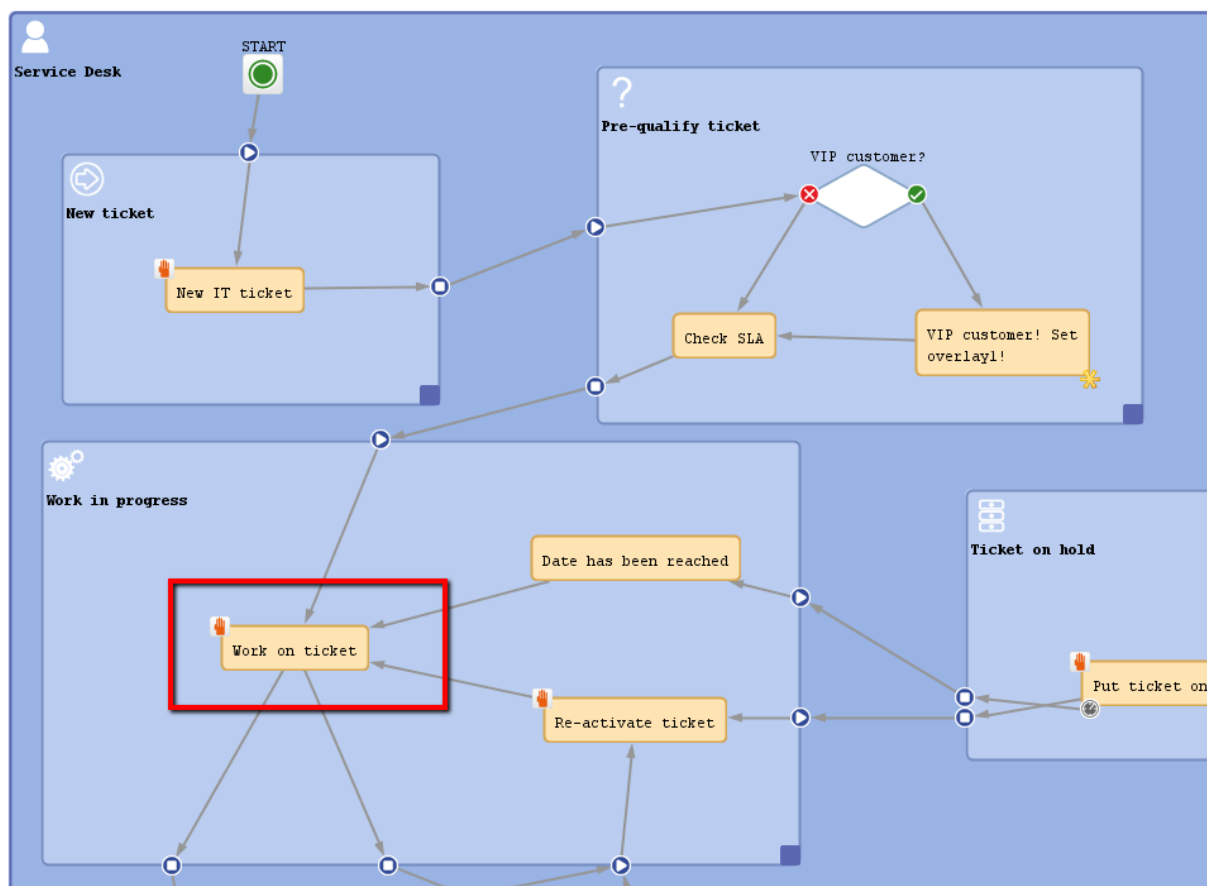 START
Service Desk
Pre-qualify ticket
VIP customer?
New ticket
New IT ticket
Check SLA
VIP customer! Set
overlay1!
Work in progress
Date has been reached
Ticket on hold
Work on ticket
Put ticket on
Re-activate ticket